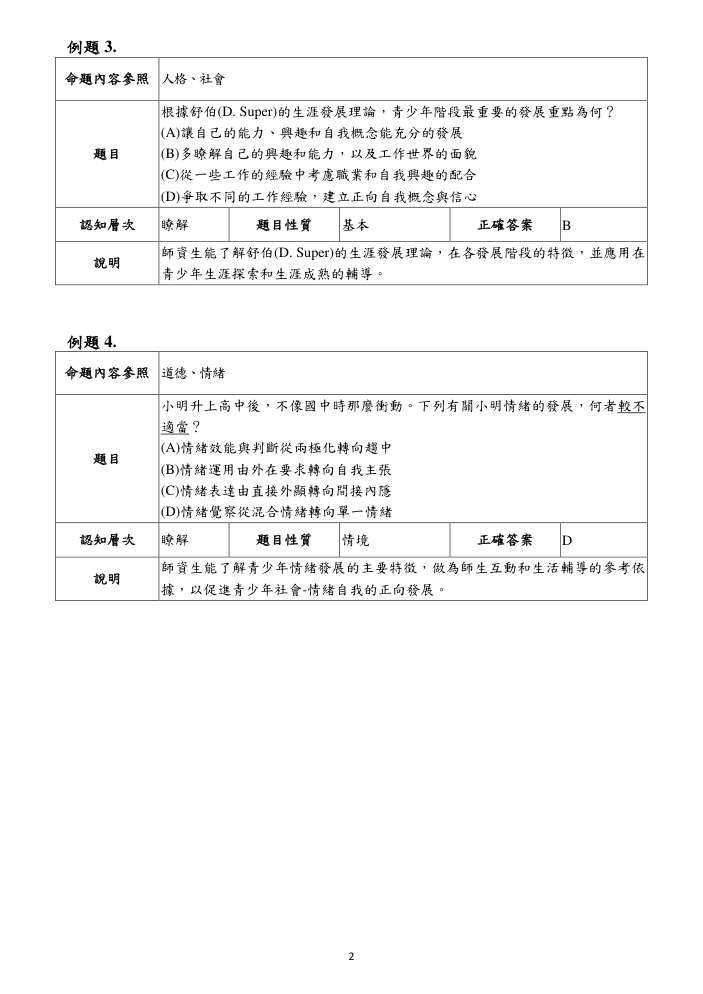 例題 3.
命題內容參照 人格、社會
根據舒伯(D. Super)的生涯發展理論，青少年階段最重要的發展重點為何？
(A)讓自己的能力、興趣和自我概念能充分的發展
題目 (B)多瞭解自己的興趣和能力，以及工作世界的面貌
(C)從一些工作的經驗中考慮職業和自我興趣的配合
(D)爭取不同的工作經驗，建立正向自我概念與信心
認知層次 瞭解 題目性質 基本 正確答案 B
說明 師資生能了解舒伯(D. Super)的生涯發展理論，在各發展階段的特徵，並應用在
青少年生涯探索和生涯成熟的輔導。
例題 4.
命題內容參照 道德、情緒
小明升上高中後，不像國中時那麼衝動。下列有關小明情緒的發展，何者較不
適當？
題目 (A)情緒效能與判斷從兩極化轉向趨中
(B)情緒運用由外在要求轉向自我主張
(C)情緒表達由直接外顯轉向間接內隱
(D)情緒覺察從混合情緒轉向單一情緒
認知層次 瞭解 題目性質 情境 正確答案 D
說明 師資生能了解青少年情緒發展的主要特徵，做為師生互動和生活輔導的參考依
據，以促進青少年社會-情緒自我的正向發展。
2